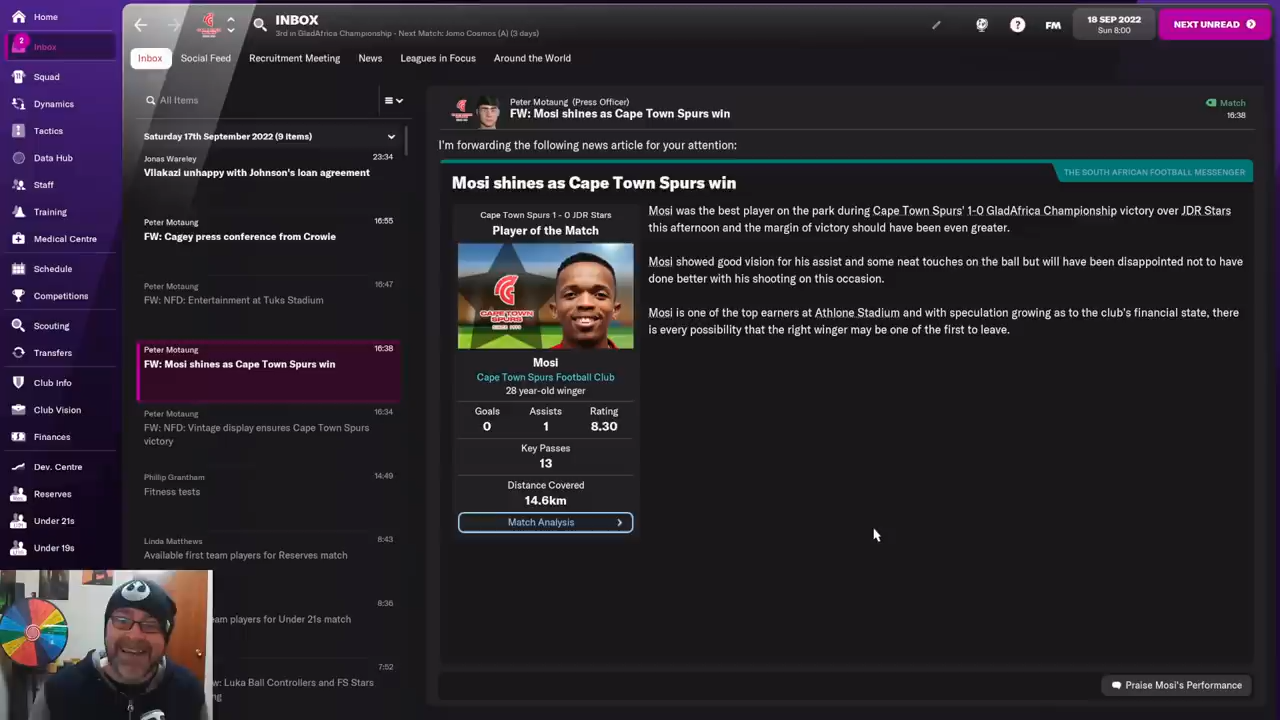 Home
INBOX
3rd in GladAfrica Championship - Next Match: Jomo Cosmos (A) (3 days)
FM
18 SEP 2022
Sun 8:00
NEXT UNREAD
2
Inbox
Squad
Dynamics
Tactics
Data Hub
Staff
Training
Medical Centre
Schedule
Competitions
Scouting
Transfers
Club Info
Club Vision
Finances
Dev. Centre
Reserves
Under 21s
Under 19s
Inbox
Social Feed
Recruitment Meeting
News
Leagues in Focus
Around the World
All Items
Saturday 17th September 2022 (9 items)
Jonas Wareley
23:34
Vilakazi unhappy with Johnson's loan agreement
Peter Motaung
16:55
FW: Cagey press conference from Crowie
Peter Motaung
16:47
FW: NFD: Entertainment at Tuks Stadium
Peter Motaung
16:38
FW: Mosi shines as Cape Town Spurs win
Peter Motaung
16:34
FW: NFD: Vintage display ensures Cape Town Spurs
victory
Phillip Grantham
14:49
Fitness tests
Linda Matthews
8:43
Available first team players for Reserves match
8:36
am players for Under 21s match
7:52
w: Luka Ball Controllers and FS Stars
ng
Peter Motaung (Press Officer)
FW: Mosi shines as Cape Town Spurs win
Match
16:38
I'm forwarding the following news article for your attention:
THE SOUTH AFRICAN FOOTBALL MESSENGER
Mosi shines as Cape Town Spurs win
Cape Town Spurs 1 - 0 JDR Stars
Player of the Match
CAPE TOWN
SPURS
Mosi
Cape Town Spurs Football Club
28 year-old winger
Goals Assists Rating
0 1 8.30
Key Passes
13
Distance Covered
14.6km
Match Analysis
Mosi was the best player on the park during Cape Town Spurs' 1-0 GladAfrica Championship victory over JDR Stars
this afternoon and the margin of victory should have been even greater.
Mosi showed good vision for his assist and some neat touches on the ball but will have been disappointed not to have
done better with his shooting on this occasion.
Mosi is one of the top earners at Athlone Stadium and with speculation growing as to the club's financial state, there
is every possibility that the right winger may be one of the first to leave.
Praise Mosi's Performance